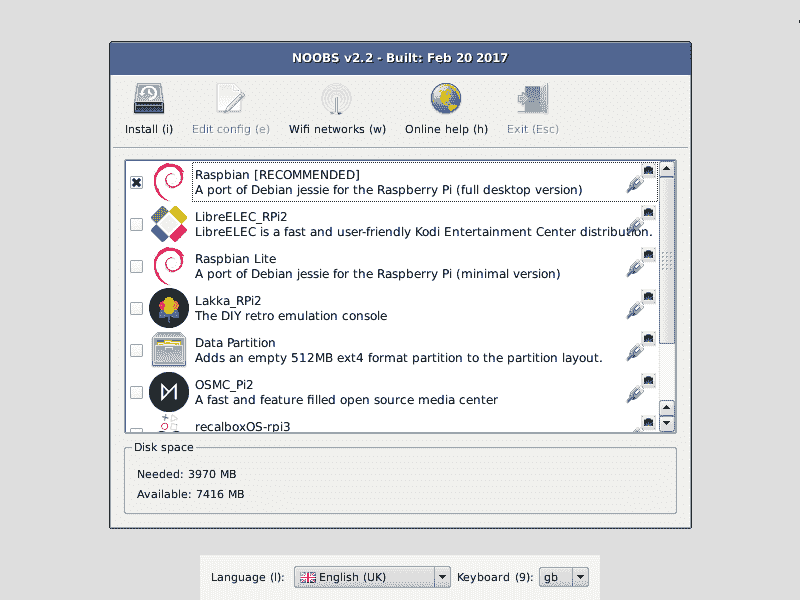 NOOBS v2.2 - Built: Feb 20 2017
Install (i) Edit config (e) Wifi networks (w) Online help (h) Exit (Esc)
Raspbian [RECOMMENDED]
A port of Debian jessie for the Raspberry Pi (full desktop version)
LibreELEC_RPi2
LibreELEC is a fast and user-friendly Kodi Entertainment Center distribution.
Raspbian Lite
A port of Debian jessie for the Raspberry Pi (minimal version)
Lakka_RPi2
The DIY retro emulation console
Data Partition
Adds an empty 512MB ext4 format partition to the partition layout.
OSMC_Pi2
A fast and feature filled open source media center
recalboxOS-rpi3
Disk space
Needed: 3970 MB
Available: 7416 MB
Language (l): English (UK) Keyboard (9): gb